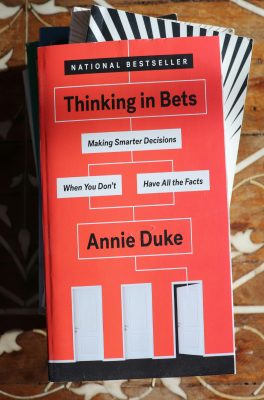 NATIONAL BESTSELLER
Thinking in Bets
Making Smarter Decisions
When You Don't
Have All the Facts
Annie Duke